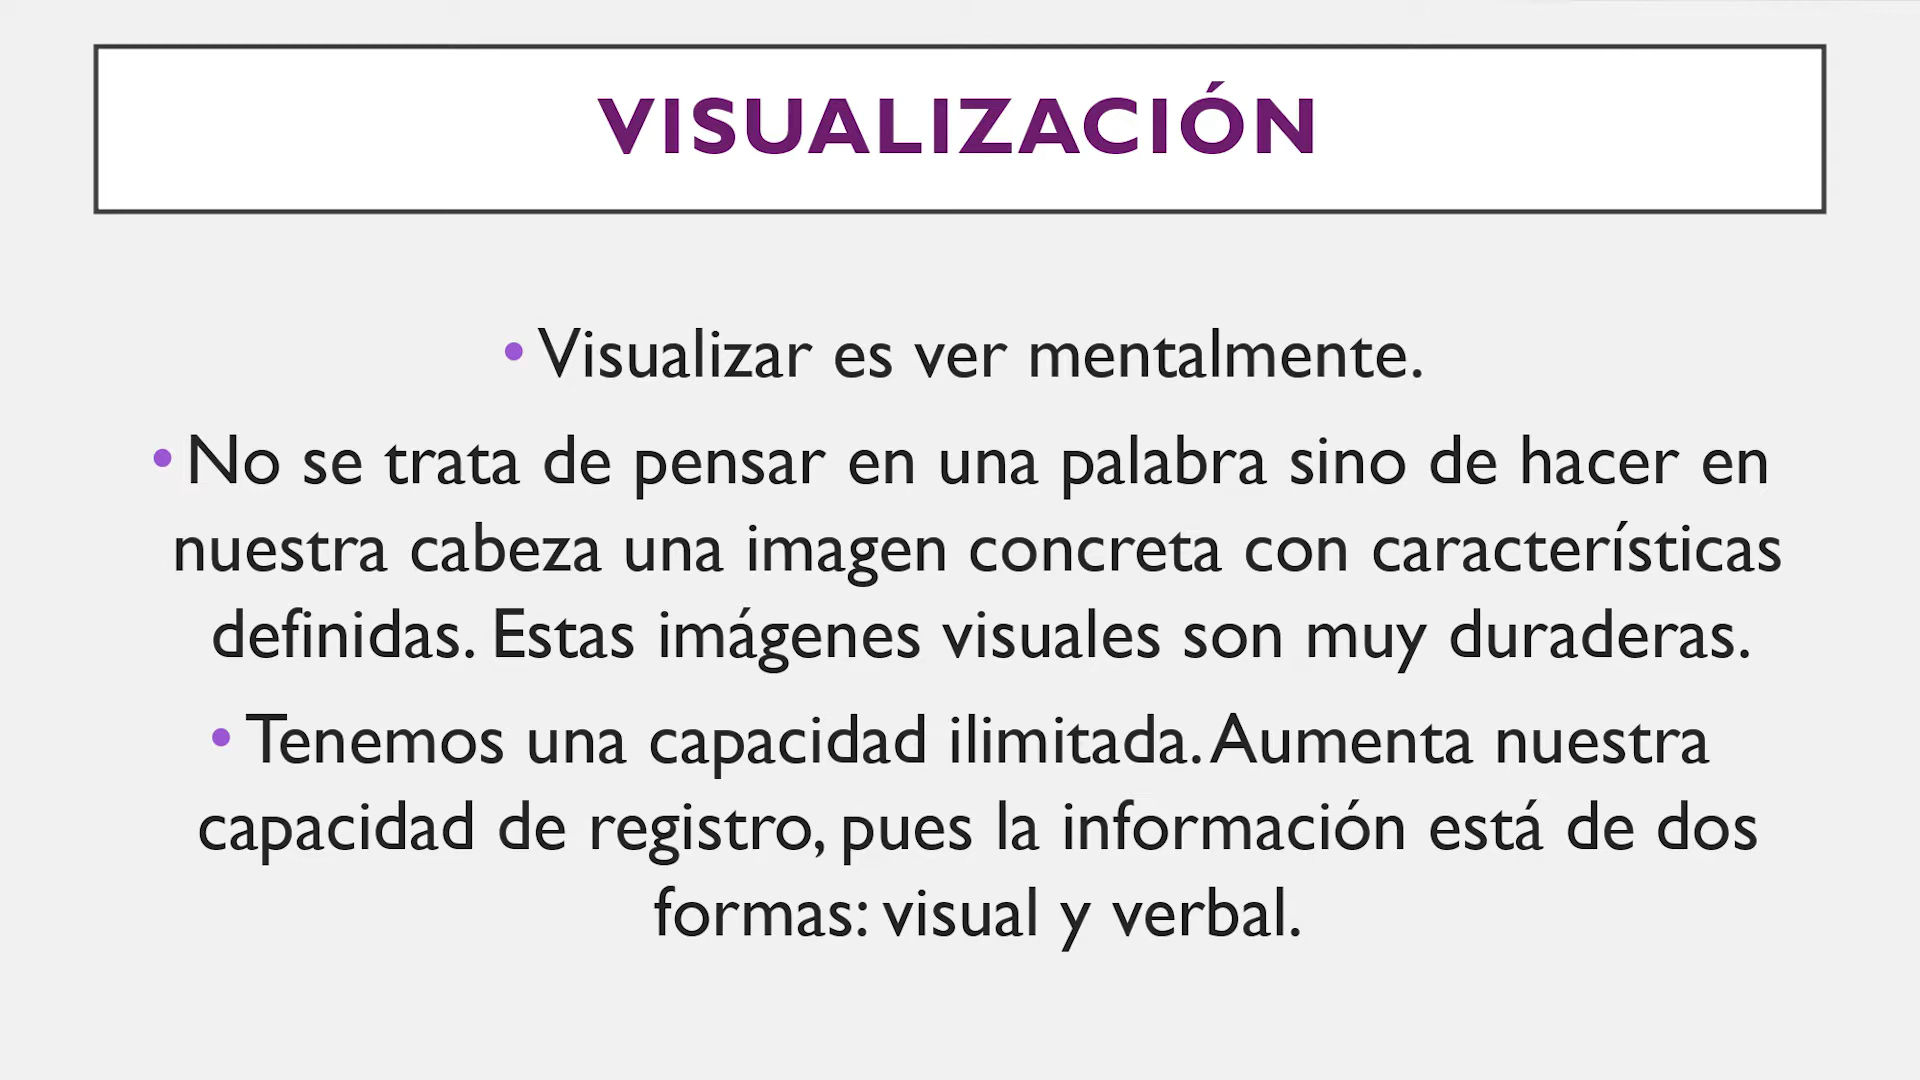 VISUALIZACIÓN
• Visualizar es ver mentalmente.
• No se trata de pensar en una palabra sino de hacer en
nuestra cabeza una imagen concreta con características
definidas. Estas imágenes visuales son muy duraderas.
• Tenemos una capacidad ilimitada. Aumenta nuestra
capacidad de registro, pues la información está de dos
formas: visual y verbal.